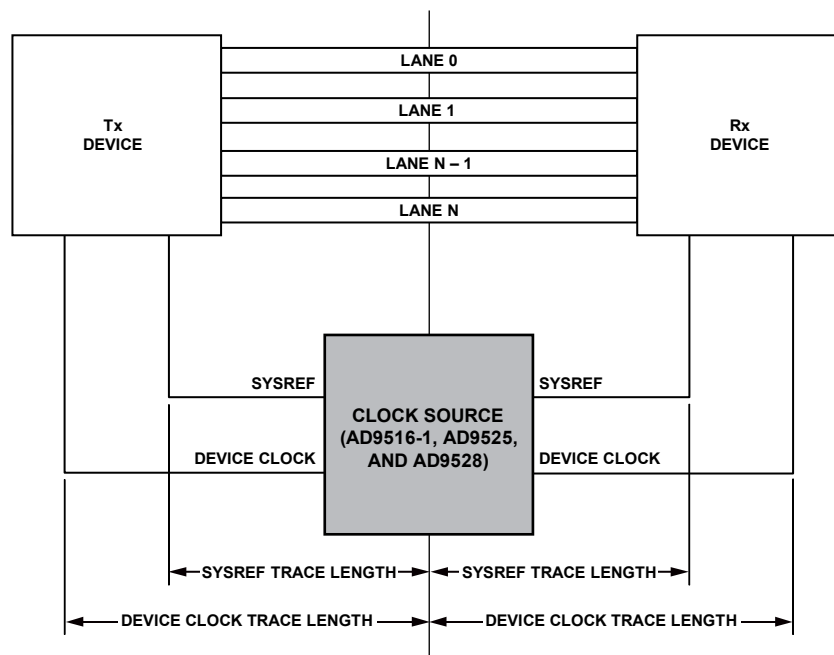 LANE 0
LANE 1
LANE N – 1
LANE N
Tx
DEVICE
Rx
DEVICE
SYSREF
SYSREF
CLOCK SOURCE
(AD9516-1, AD9525,
AND AD9528)
DEVICE CLOCK
DEVICE CLOCK
SYSREF TRACE LENGTH
SYSREF TRACE LENGTH
DEVICE CLOCK TRACE LENGTH
DEVICE CLOCK TRACE LENGTH